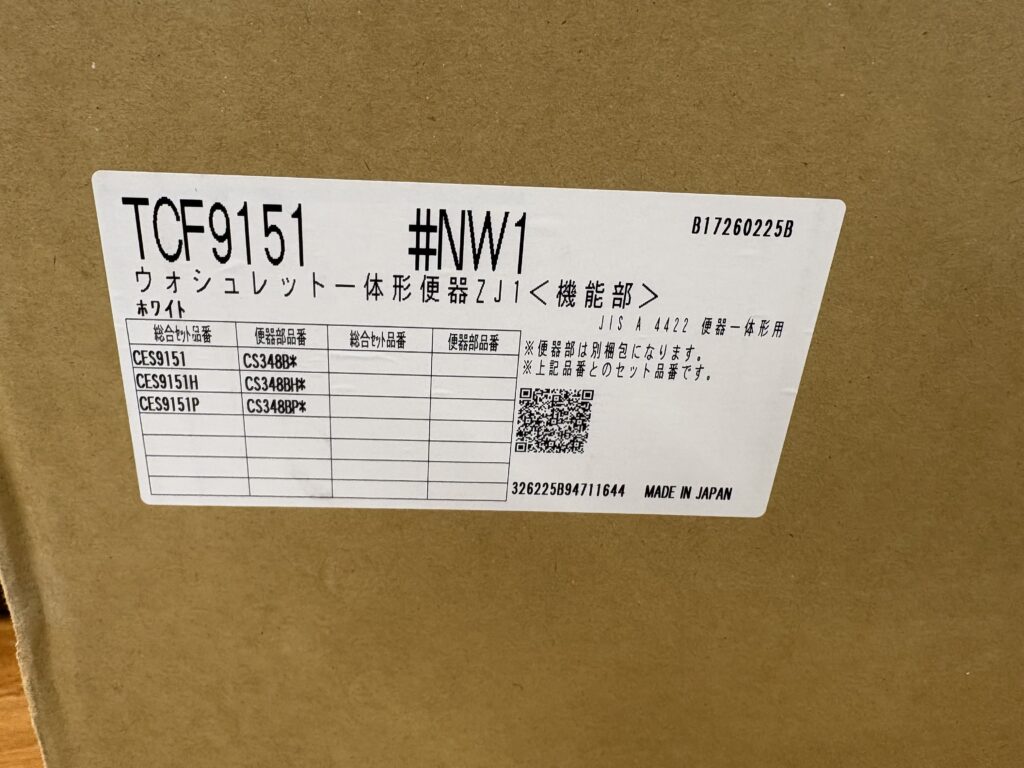 TCF9151 #NW1 B17260225B
ウォシュレット一体形便器ZJ1<機能部>
ホワイト
JIS A 4422 便器一体形用
総合セット品番 便器部品番 総合セット品番 便器部品番
CES9151 CS348B*
CES9151H CS348BH*
CES9151P CS348BP*
※便器部は別梱包になります。
※上記品番とのセット品番です。
326225B94711644 MADE IN JAPAN